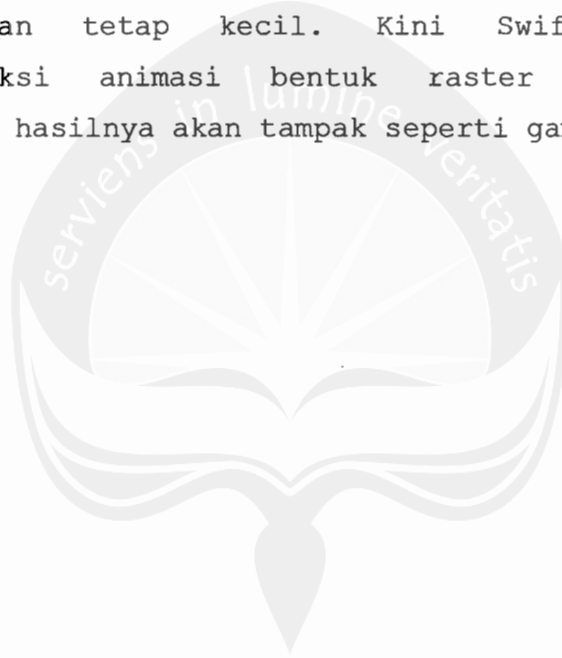 an tetap kecil. Kini Swif
ksi animasi bentuk raster
hasilnya akan tampak seperti ga
serviens in lumine veritatis